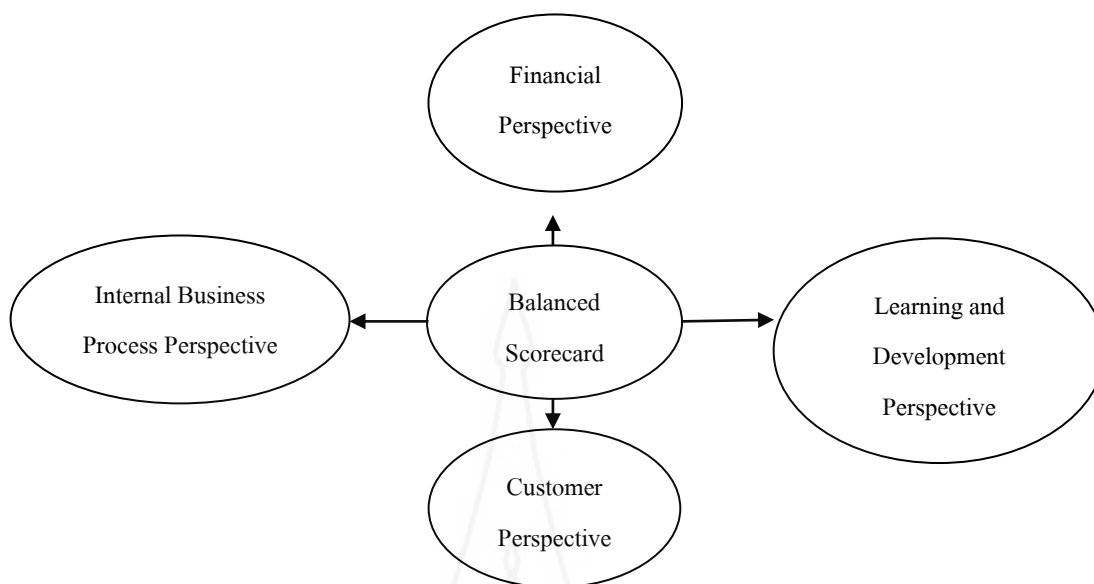 Financial
Perspective
Internal Business
Process Perspective
Balanced
Scorecard
Learning and
Development
Perspective
Customer
Perspective